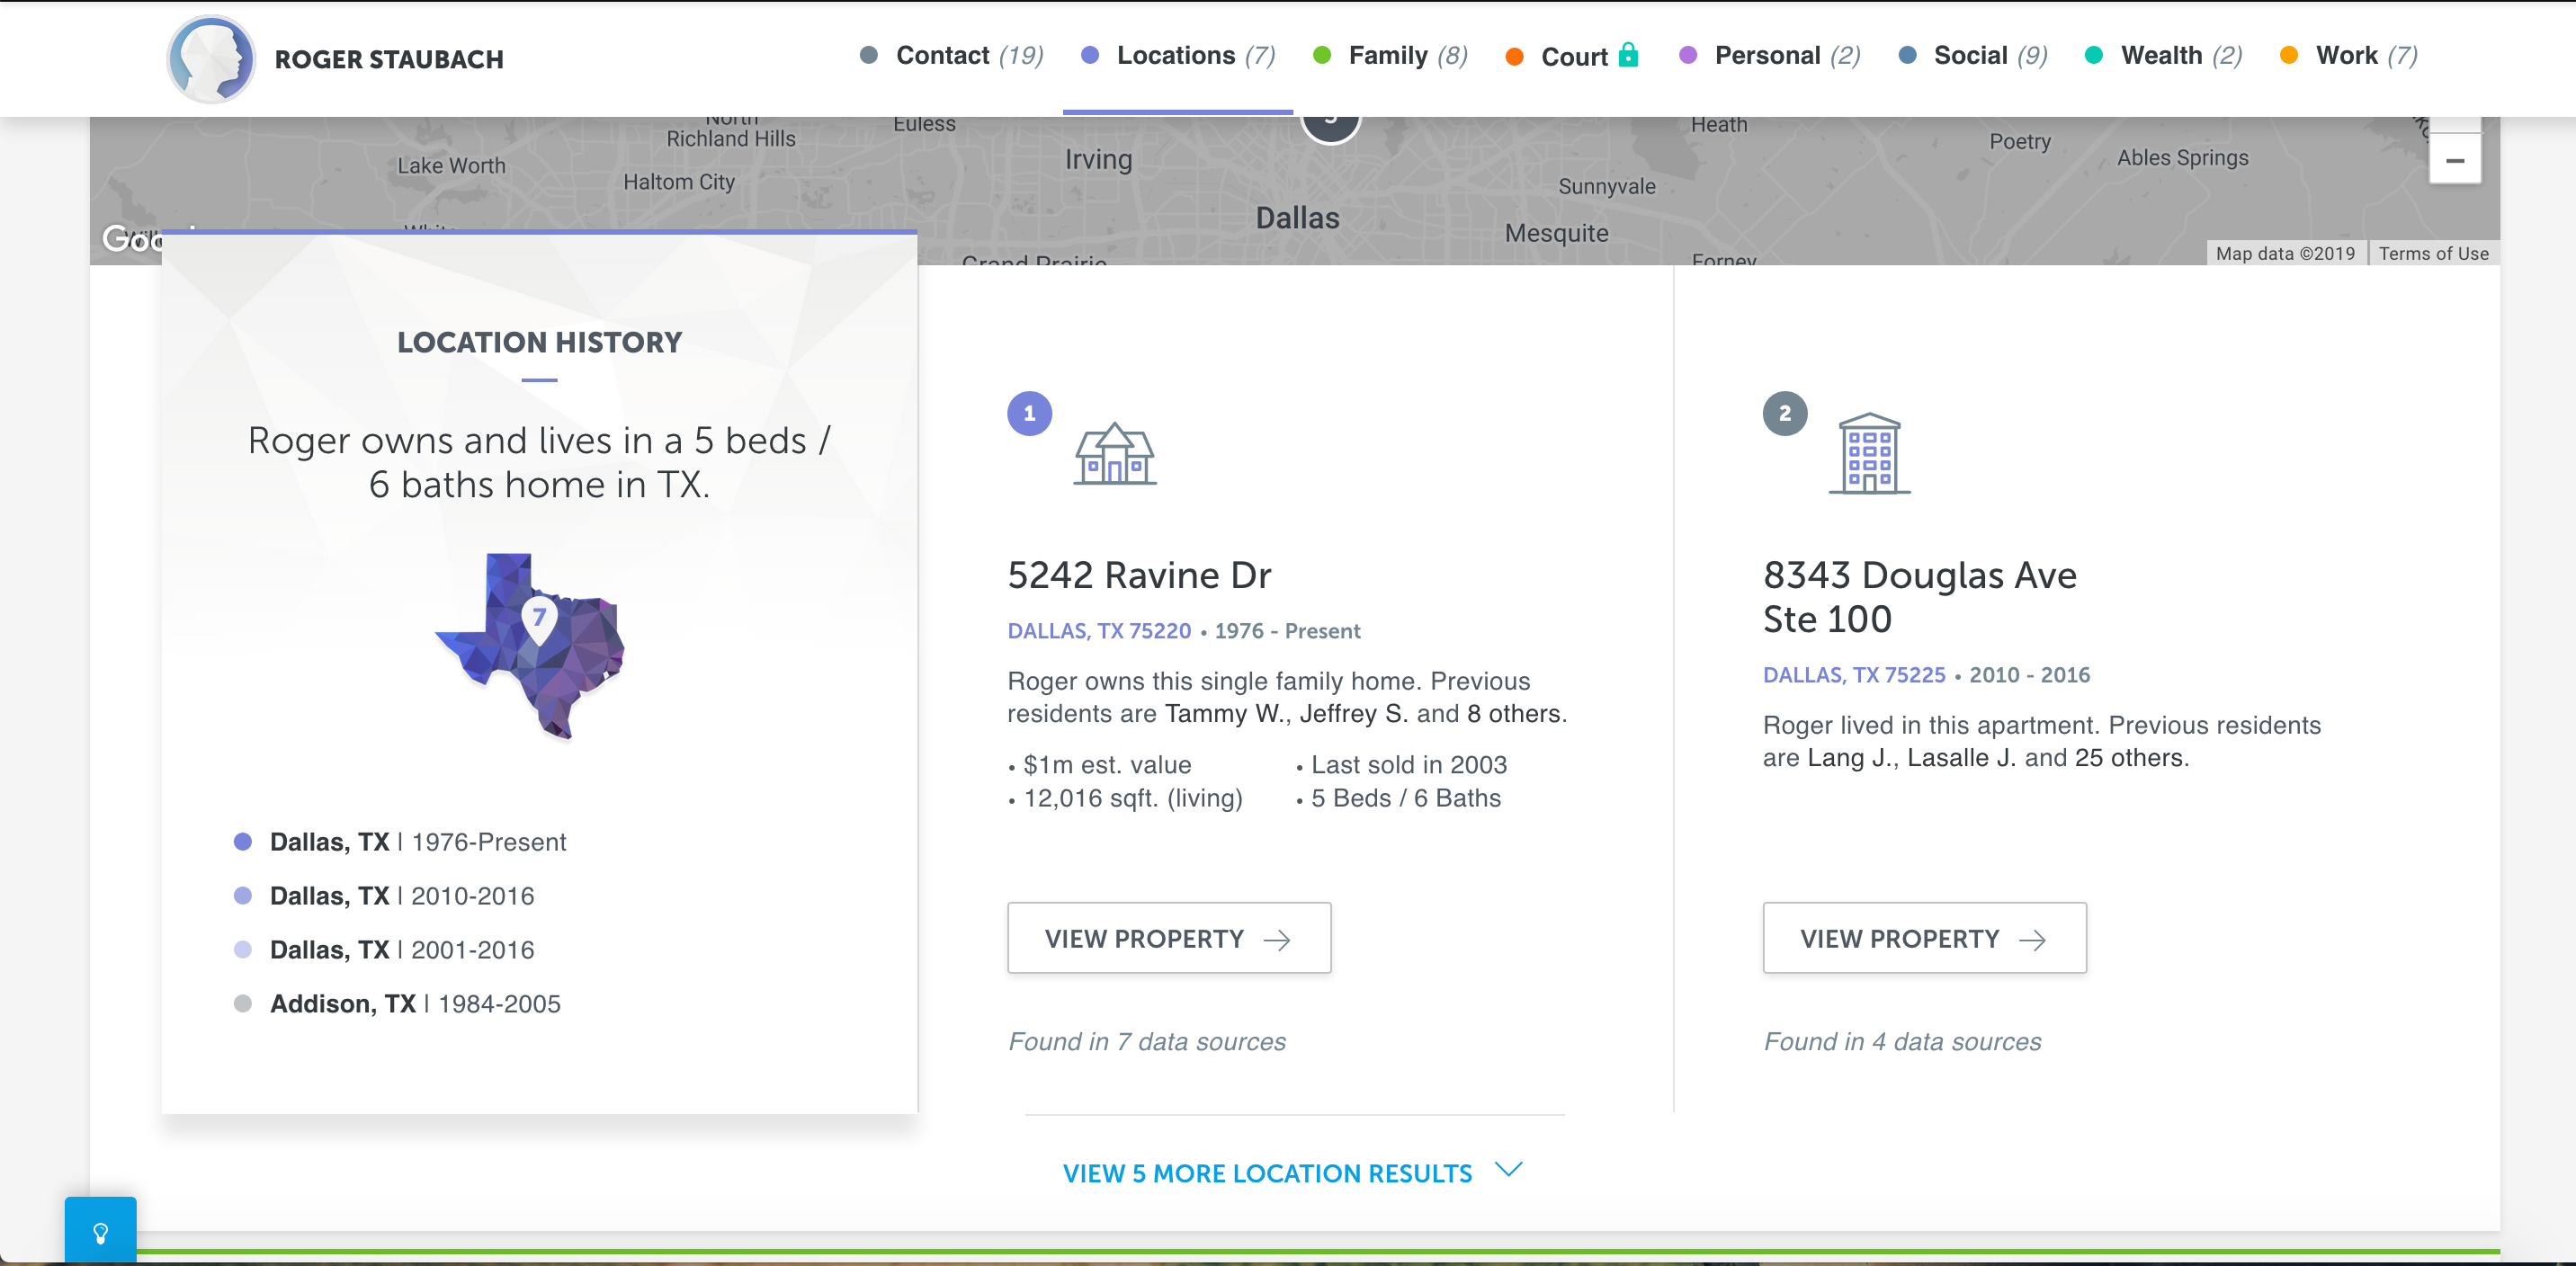 ROGER STAUBACH
Contact (19)
Locations (7)
Family (8)
Court
Personal (2)
Social (9)
Wealth (2)
Work (7)
North
Richland Hills
Euless
Heath
Poetry
Lake Worth
Irving
Ables Springs
Haltom City
Sunnyvale
Dallas
Mesquite
Grand Prairie
Forney
Map data ©2019
Terms of Use
LOCATION HISTORY
Roger owns and lives in a 5 beds /
6 baths home in TX.
7
Dallas, TX | 1976-Present
Dallas, TX | 2010-2016
Dallas, TX | 2001-2016
Addison, TX | 1984-2005
1
5242 Ravine Dr
DALLAS, TX 75220 • 1976 - Present
Roger owns this single family home. Previous
residents are Tammy W., Jeffrey S. and 8 others.
• $1m est. value
• Last sold in 2003
• 12,016 sqft. (living)
• 5 Beds / 6 Baths
VIEW PROPERTY
Found in 7 data sources
2
8343 Douglas Ave
Ste 100
DALLAS, TX 75225 • 2010 - 2016
Roger lived in this apartment. Previous residents
are Lang J., Lasalle J. and 25 others.
VIEW PROPERTY
Found in 4 data sources
VIEW 5 MORE LOCATION RESULTS